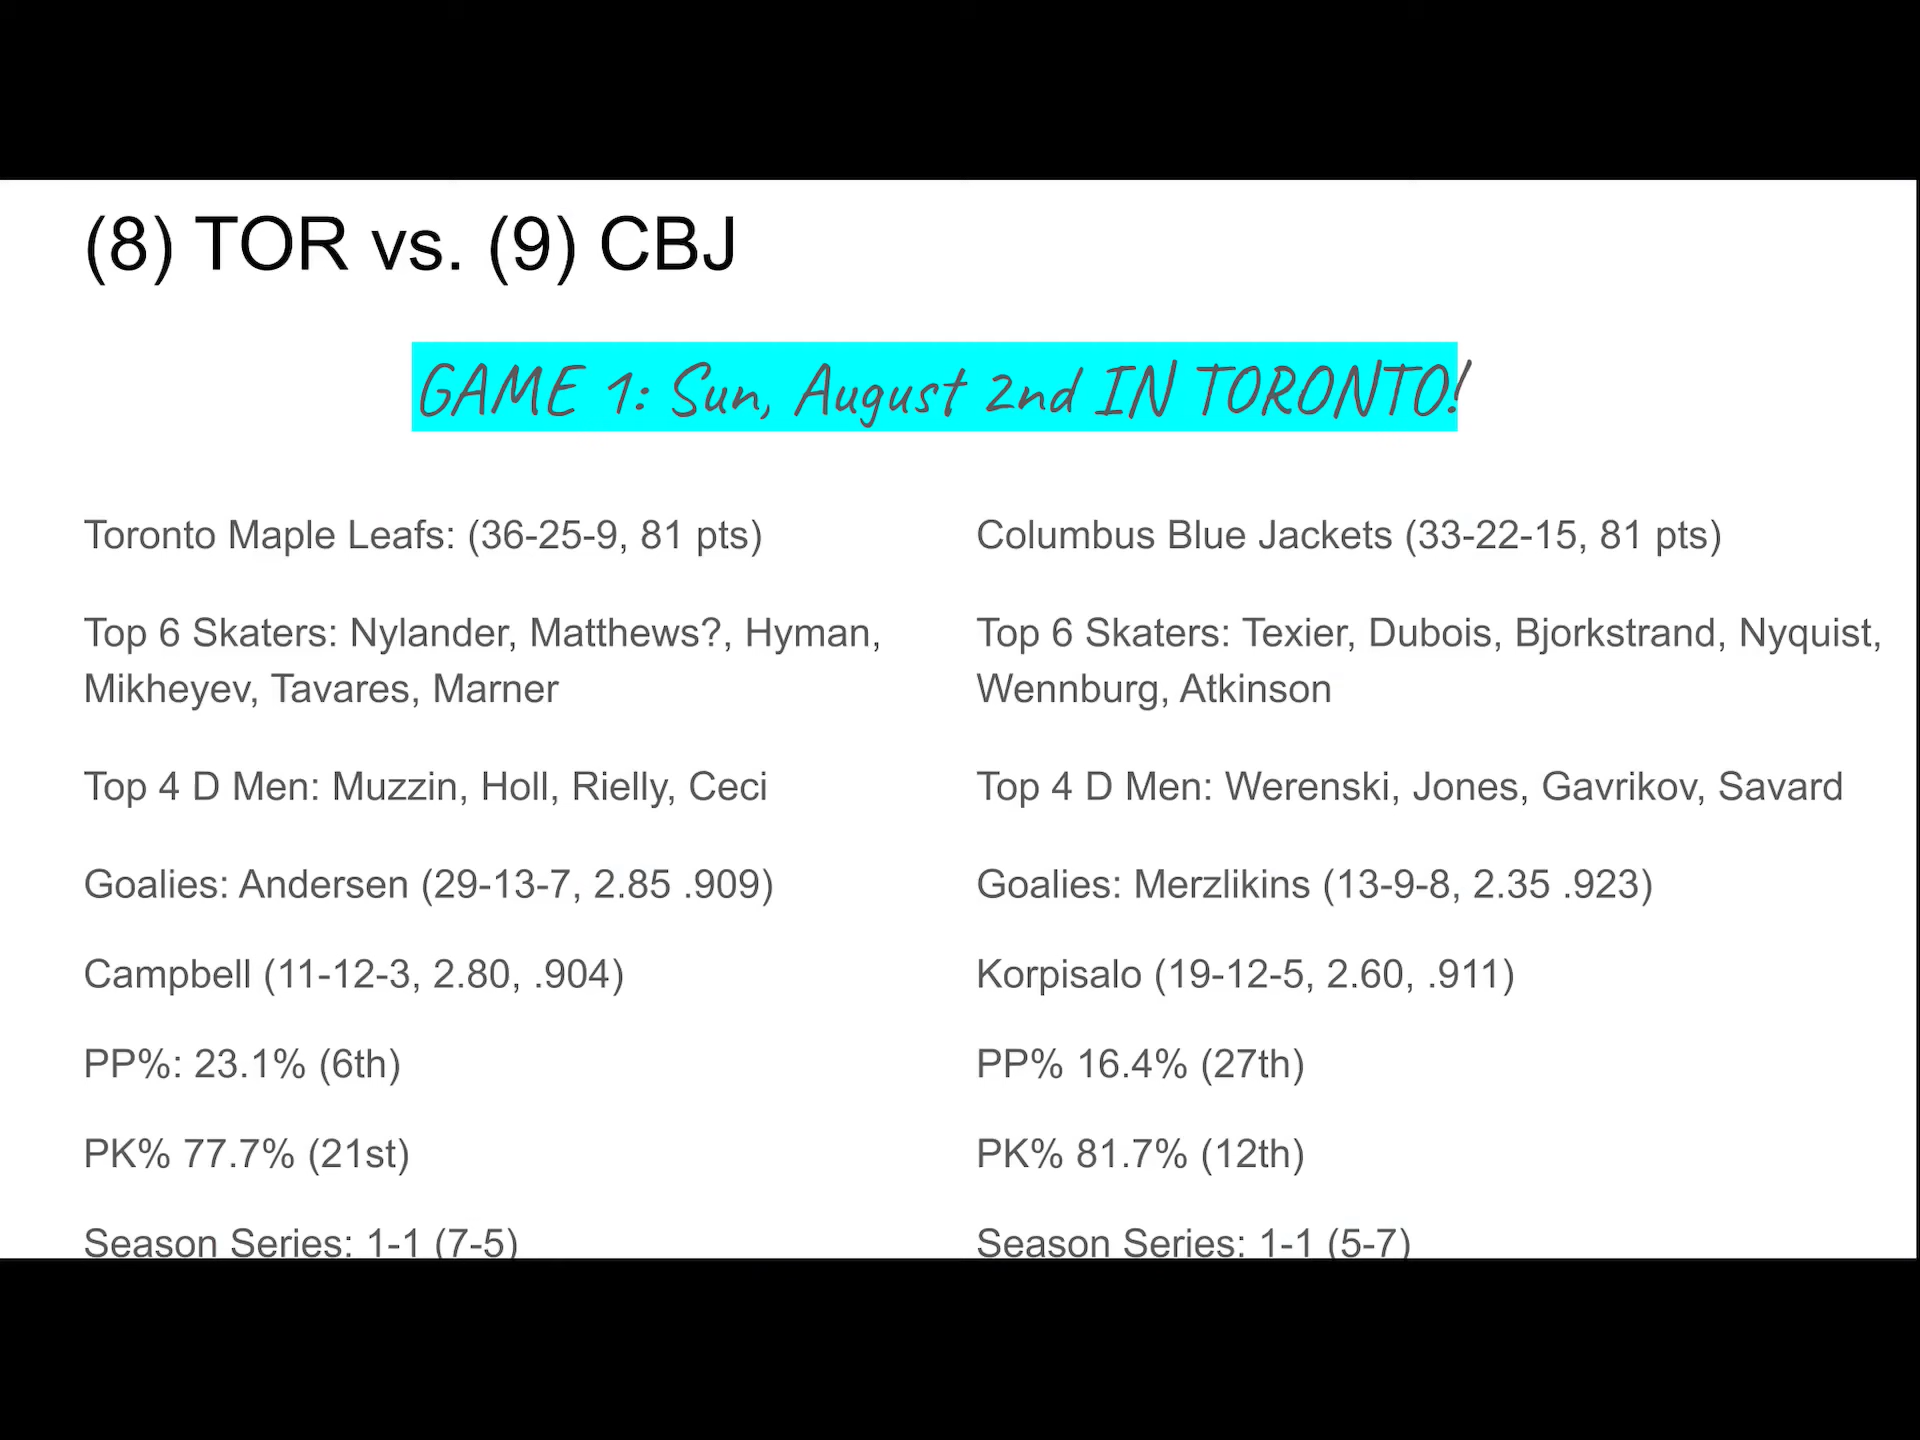 (8) TOR vs. (9) CBJ
GAME 1: Sun, August 2nd IN TORONTO!
Toronto Maple Leafs: (36-25-9, 81 pts)
Top 6 Skaters: Nylander, Matthews?, Hyman,
Mikheyev, Tavares, Marner
Top 4 D Men: Muzzin, Holl, Rielly, Ceci
Goalies: Andersen (29-13-7, 2.85 .909)
Campbell (11-12-3, 2.80, .904)
PP%: 23.1% (6th)
PK% 77.7% (21st)
Season Series: 1-1 (7-5)
Columbus Blue Jackets (33-22-15, 81 pts)
Top 6 Skaters: Texier, Dubois, Bjorkstrand, Nyquist,
Wennburg, Atkinson
Top 4 D Men: Werenski, Jones, Gavrikov, Savard
Goalies: Merzlikins (13-9-8, 2.35 .923)
Korpisalo (19-12-5, 2.60, .911)
PP% 16.4% (27th)
PK% 81.7% (12th)
Season Series: 1-1 (5-7)